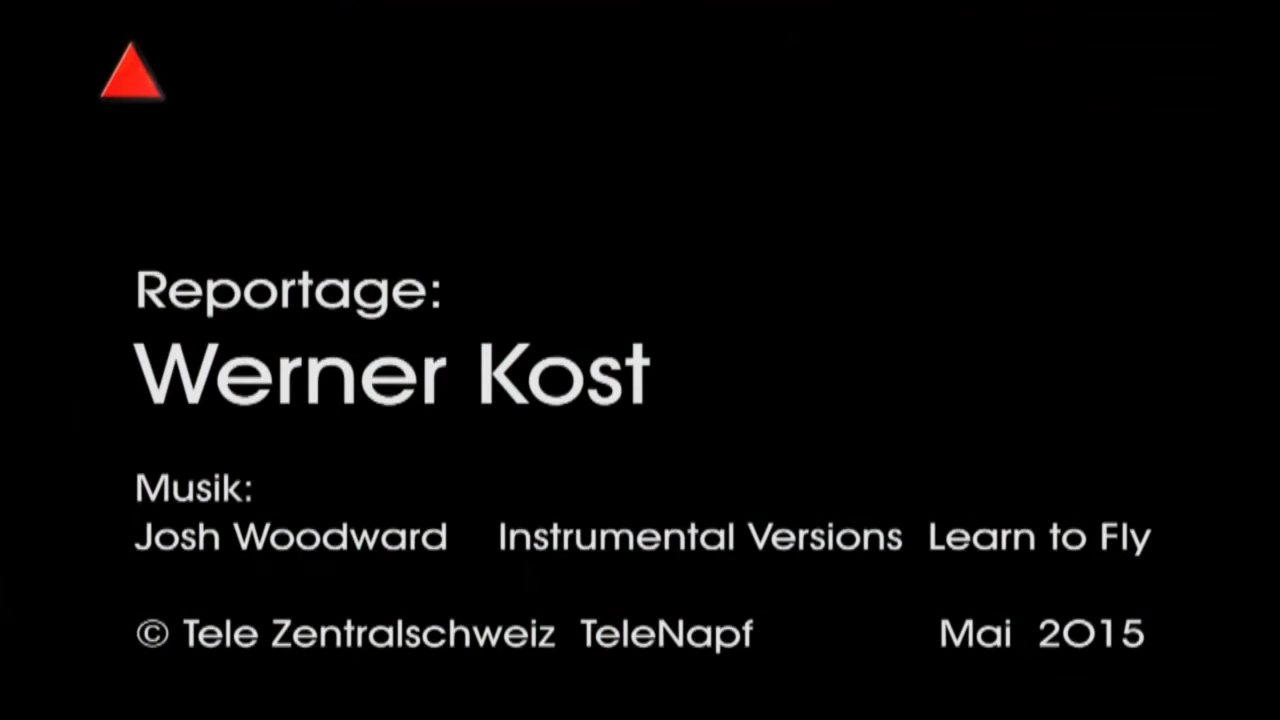 Reportage:
Werner Kost
Musik:
Josh Woodward Instrumental Versions Learn to Fly
© Tele Zentralschweiz TeleNapf Mai 2015